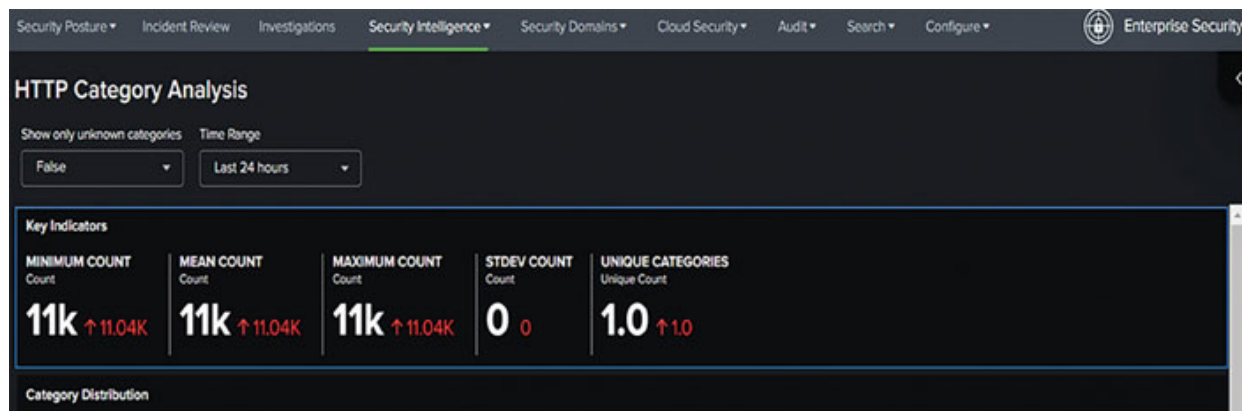 Security Posture Incident Review Investigations Security Intelligence Security Domains Cloud Security Audit Search Configure Enterprise Security
HTTP Category Analysis
Show only unknown categories Time Range
False Last 24 hours
Key Indicators
MINIMUM COUNT MEAN COUNT MAXIMUM COUNT STDEV COUNT UNIQUE CATEGORIES
Count Count Count Count Unique Count
11k ↑ 11.04K 11k ↑ 11.04K 11k ↑ 11.04K 0 0 1.0 ↑ 1.0
Category Distribution